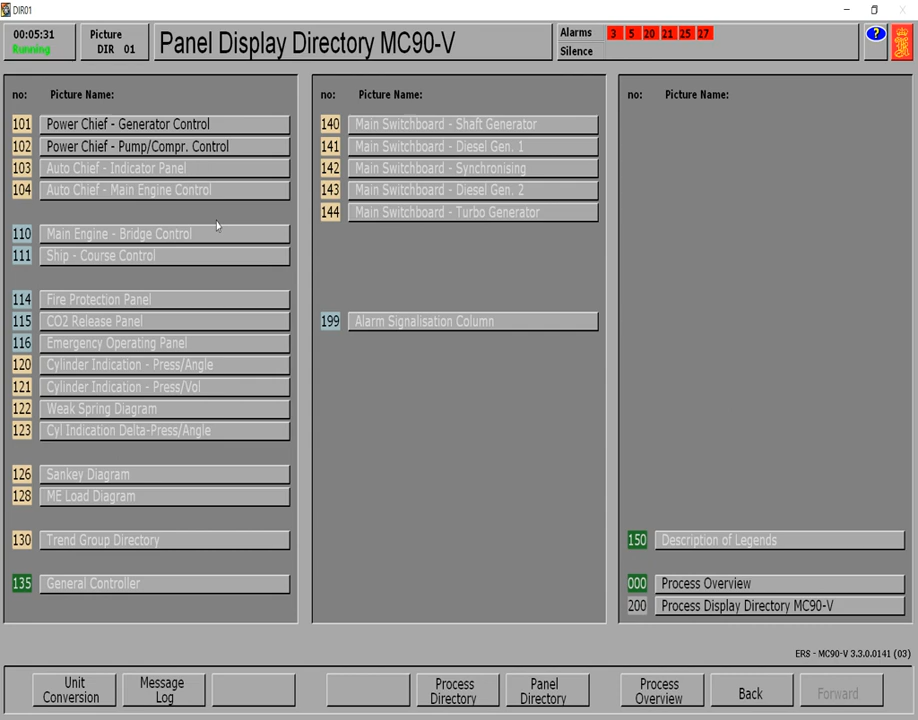 DIR01
00:05:31
Running
Picture
DIR 01
Panel Display Directory MC90-V
Alarms 3 5 20 21 25 27
Silence
?
no: Picture Name:
101 Power Chief - Generator Control
102 Power Chief - Pump/Compr. Control
103 Auto Chief - Indicator Panel
104 Auto Chief - Main Engine Control
110 Main Engine - Bridge Control
111 Ship - Course Control
114 Fire Protection Panel
115 CO2 Release Panel
116 Emergency Operating Panel
120 Cylinder Indication - Press/Angle
121 Cylinder Indication - Press/Vol
122 Weak Spring Diagram
123 Cyl Indication Delta-Press/Angle
126 Sankey Diagram
128 ME Load Diagram
130 Trend Group Directory
135 General Controller
no: Picture Name:
140 Main Switchboard - Shaft Generator
141 Main Switchboard - Diesel Gen. 1
142 Main Switchboard - Synchronising
143 Main Switchboard - Diesel Gen. 2
144 Main Switchboard - Turbo Generator
199 Alarm Signalisation Column
no: Picture Name:
150 Description of Legends
000 Process Overview
200 Process Display Directory MC90-V
ERS - MC90-V 3.3.0.0141 (03)
Unit
Conversion
Message
Log
Process
Directory
Panel
Directory
Process
Overview
Back
Forward